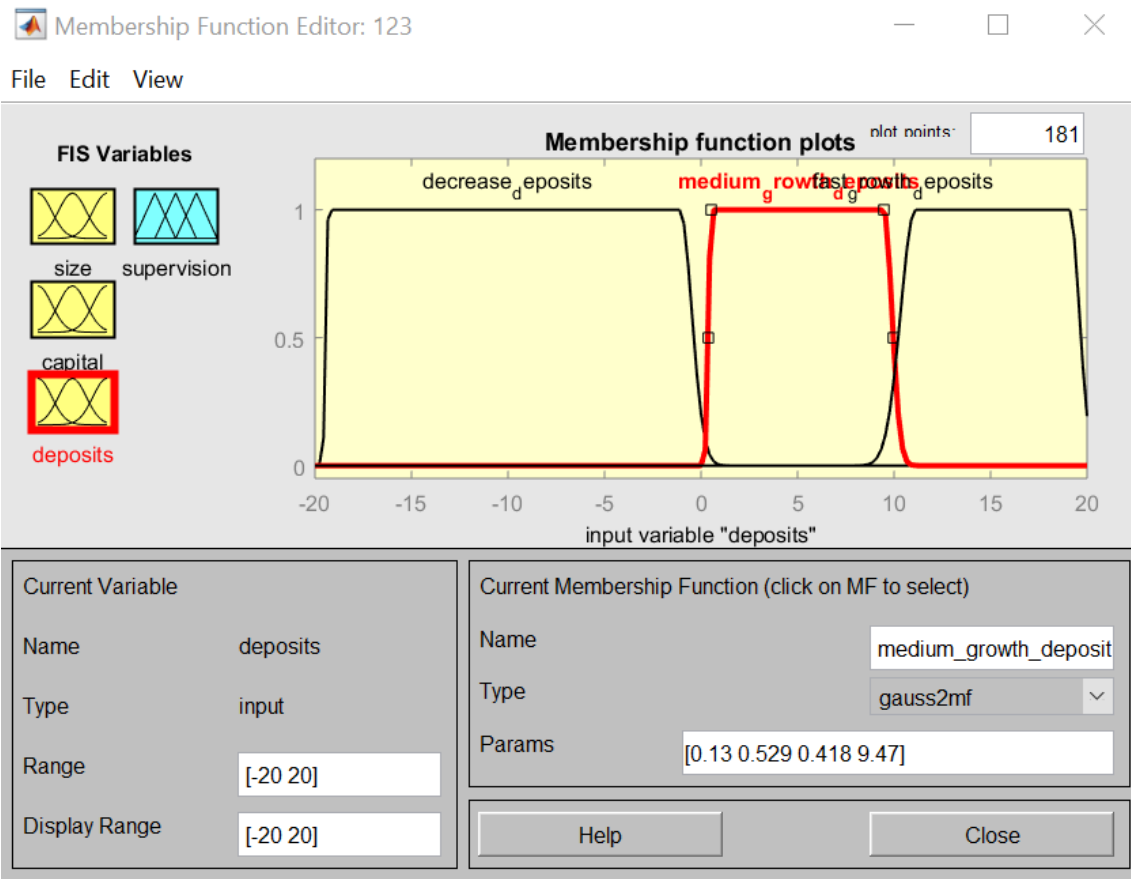 Membership Function Editor: 123
File Edit View
FIS Variables
size
supervision
capital
deposits
Membership function plots
plot points:
181
decrease_deposits
medium_growth_deposits
fast_growth_deposits
1
0.5
0
-20 -15 -10 -5 0 5 10 15 20
input variable "deposits"
Current Variable
Name deposits
Type input
Range [-20 20]
Display Range [-20 20]
Current Membership Function (click on MF to select)
Name medium_growth_deposit
Type gauss2mf
Params [0.13 0.529 0.418 9.47]
Help Close